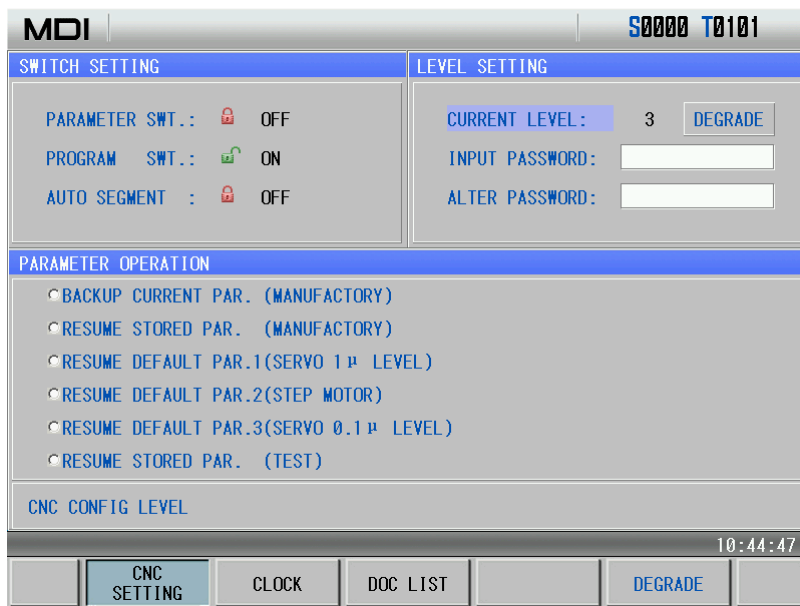 MDI S0000 T0101
SWITCH SETTING
PARAMETER SWT.: OFF
PROGRAM SWT.: ON
AUTO SEGMENT : OFF
LEVEL SETTING
CURRENT LEVEL: 3 DEGRADE
INPUT PASSWORD:
ALTER PASSWORD:
PARAMETER OPERATION
BACKUP CURRENT PAR. (MANUFACTORY)
RESUME STORED PAR. (MANUFACTORY)
RESUME DEFAULT PAR.1(SERVO 1μ LEVEL)
RESUME DEFAULT PAR.2(STEP MOTOR)
RESUME DEFAULT PAR.3(SERVO 0.1μ LEVEL)
RESUME STORED PAR. (TEST)
CNC CONFIG LEVEL
10:44:47
CNC
SETTING
CLOCK
DOC LIST
DEGRADE